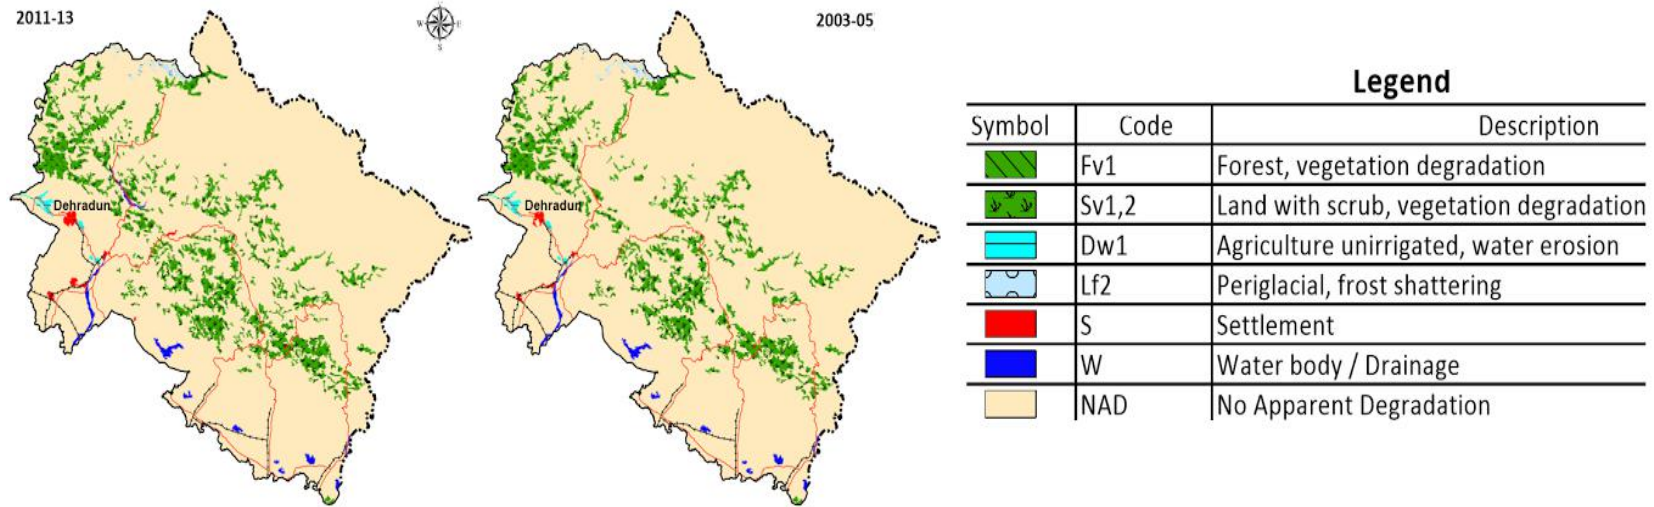 2011-13
N
W E
S
2003-05
Dehradun
Dehradun
Legend
Symbol Code Description
Fv1 Forest, vegetation degradation
Sv1,2 Land with scrub, vegetation degradation
Dw1 Agriculture unirrigated, water erosion
Lf2 Periglacial, frost shattering
S Settlement
W Water body / Drainage
NAD No Apparent Degradation